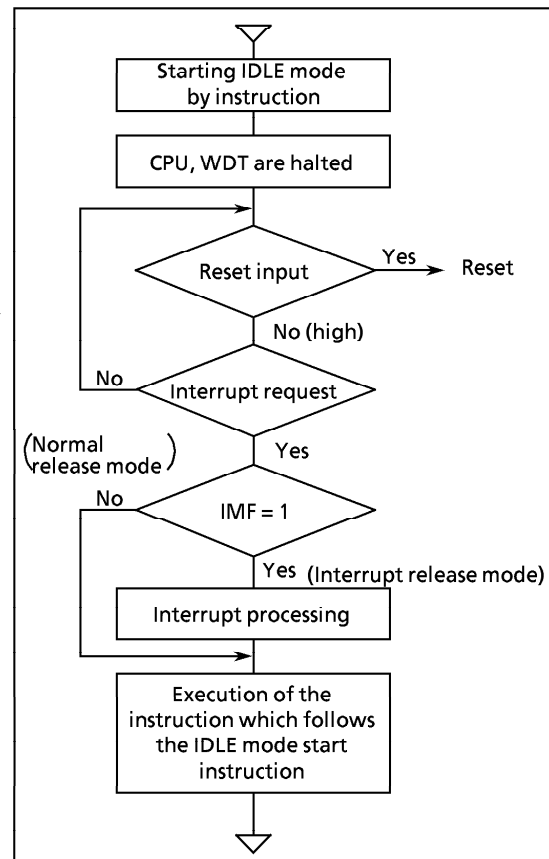 Starting IDLE mode
by instruction
CPU, WDT are halted
Reset input
Yes
Reset
No (high)
No
Interrupt request
(Normal
release mode)
Yes
No
IMF = 1
Yes
(Interrupt release mode)
Interrupt processing
Execution of the
instruction which follows
the IDLE mode start
instruction